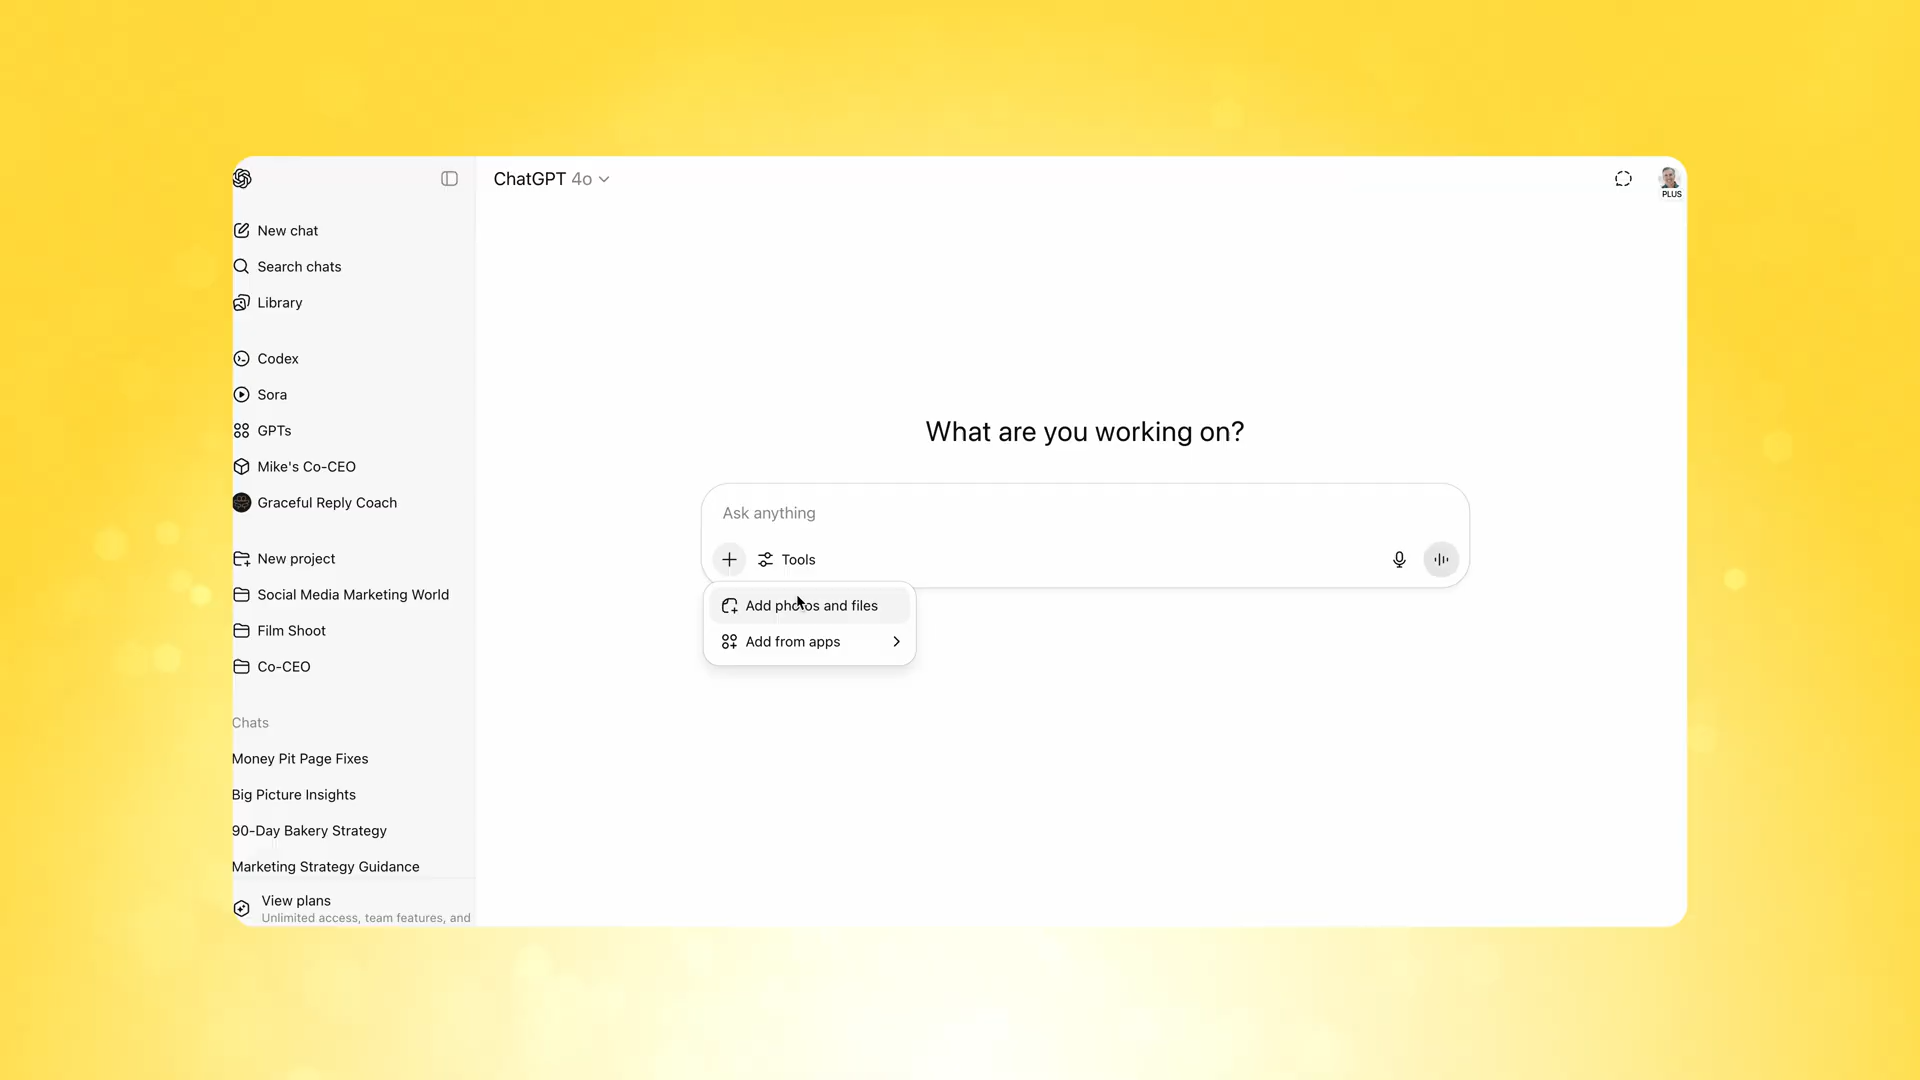 ChatGPT 4o
PLUS
New chat
Search chats
Library
Codex
Sora
GPTs
Mike's Co-CEO
Graceful Reply Coach
New project
Social Media Marketing World
Film Shoot
Co-CEO
Chats
Money Pit Page Fixes
Big Picture Insights
90-Day Bakery Strategy
Marketing Strategy Guidance
View plans
Unlimited access, team features, and
What are you working on?
Ask anything
Tools
Add photos and files
Add from apps